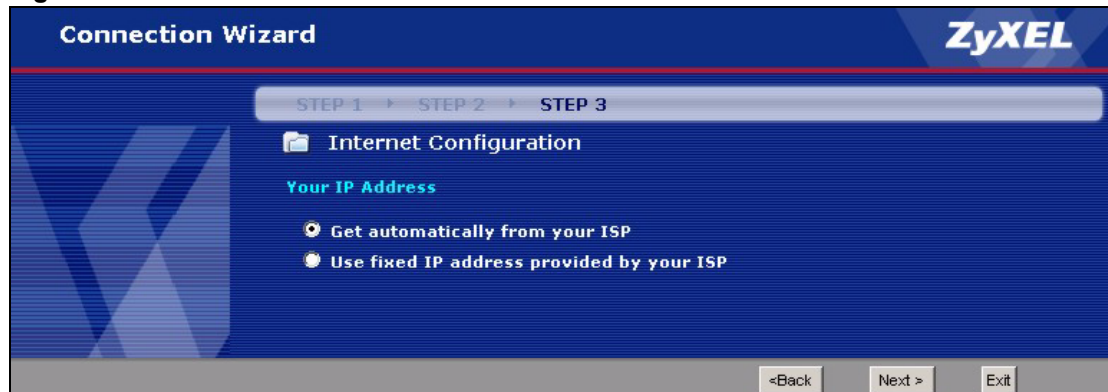 Connection Wizard
ZyXEL
STEP 1 STEP 2 STEP 3
Internet Configuration
Your IP Address
Get automatically from your ISP
Use fixed IP address provided by your ISP
<Back Next > Exit